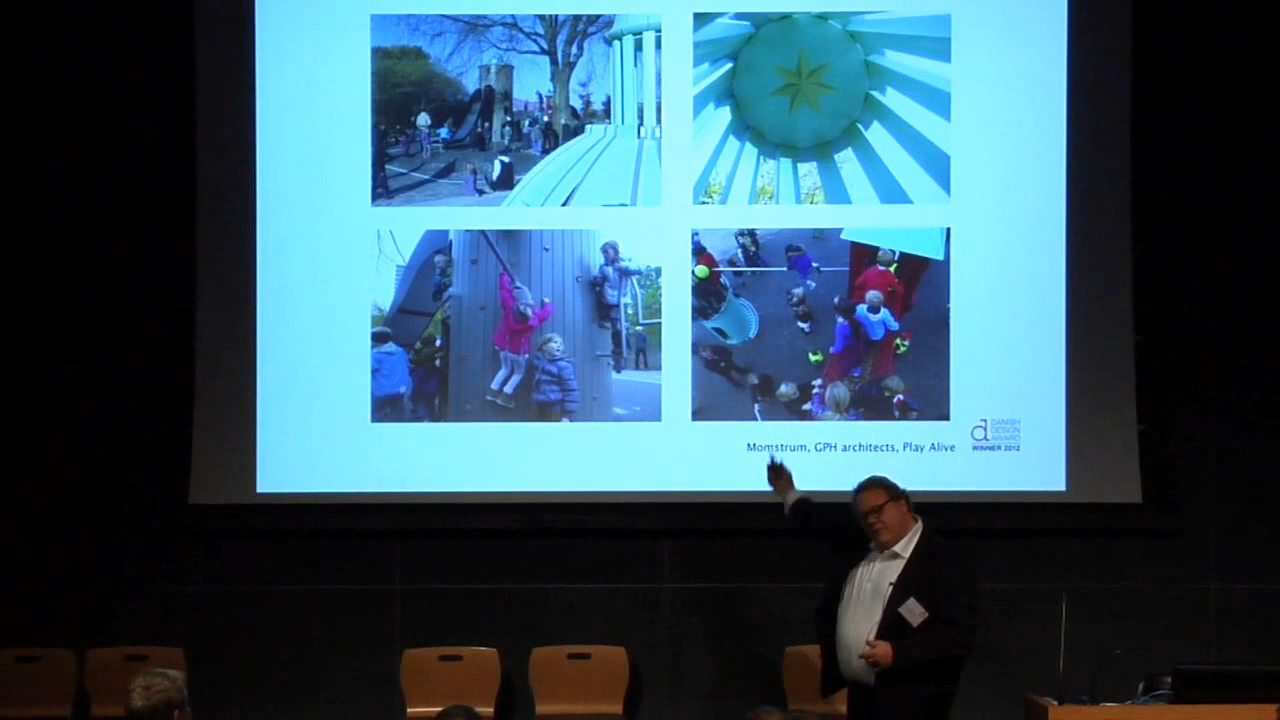 Momstrum, GPH architects, Play Alive
DANISH
DESIGN
AWARD
WINNER 2012